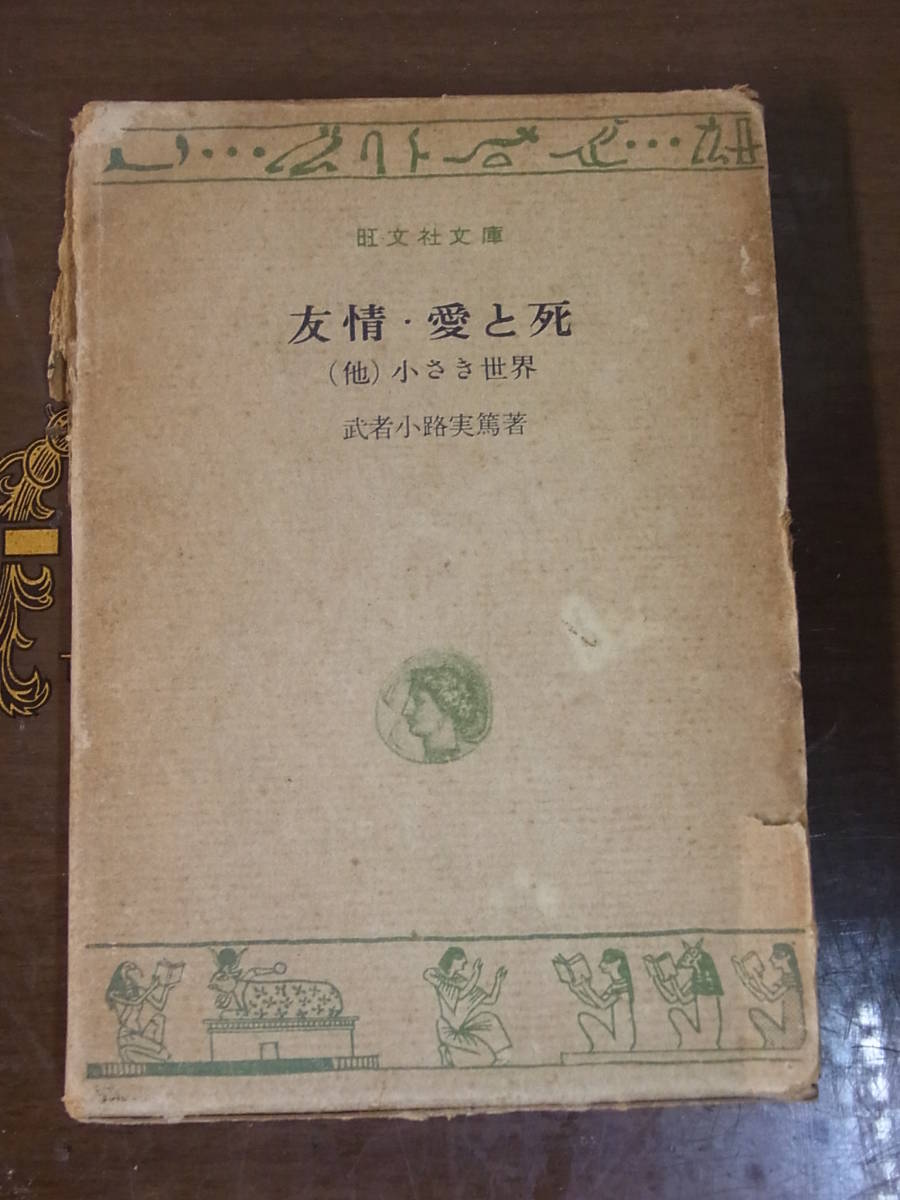 旺文社文庫
友情・愛と死
(他)小さき世界
武者小路実篤著